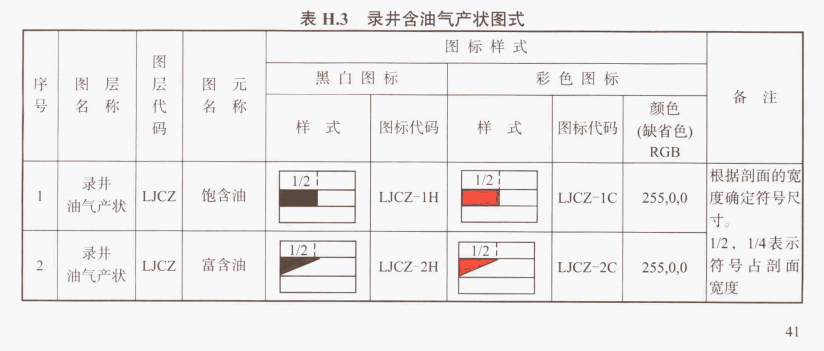 表 H.3 录井含油气产状图式
序号 图层名称 图层代码 图元名称 图标样式 备注
黑白图标 彩色图标
样式 图标代码 样式 图标代码 颜色(缺省色)RGB
1 录井油气产状 LJCZ 饱含油 1/2 LJCZ-1H 1/2 LJCZ-1C 255,0,0
2 录井油气产状 LJCZ 富含油 1/2 LJCZ-2H 1/2 LJCZ-2C 255,0,0
根据剖面的宽
度确定符号尺
寸。
1/2，1/4表示
符号占剖面
宽度
41